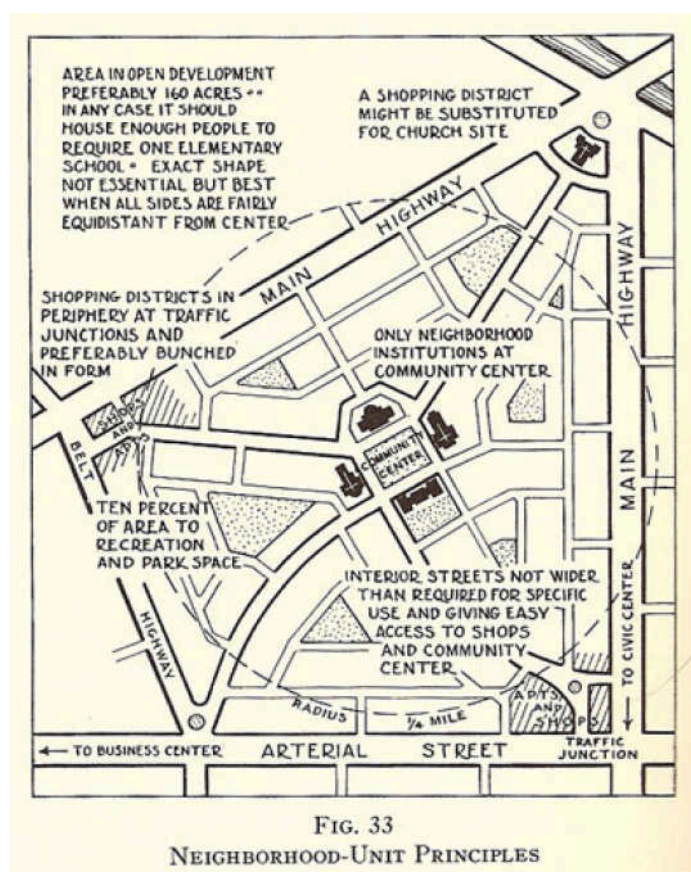 AREA IN OPEN DEVELOPMENT
PREFERABLY 160 ACRES ••
IN ANY CASE IT SHOULD
HOUSE ENOUGH PEOPLE TO
REQUIRE ONE ELEMENTARY
SCHOOL • EXACT SHAPE
NOT ESSENTIAL BUT BEST
WHEN ALL SIDES ARE FAIRLY
EQUIDISTANT FROM CENTER
A SHOPPING DISTRICT
MIGHT BE SUBSTITUTED
FOR CHURCH SITE
MAIN HIGHWAY
HIGHWAY
MAIN
SHOPPING DISTRICTS IN
PERIPHERY AT TRAFFIC
JUNCTIONS AND
PREFERABLY BUNCHED
IN FORM
ONLY NEIGHBORHOOD
INSTITUTIONS AT
COMMUNITY CENTER
SHOPS
AND
APTS
BELT
HIGHWAY
COMMUNITY
CENTER
TEN PERCENT
OF AREA TO
RECREATION
AND PARK SPACE
INTERIOR STREETS NOT WIDER
THAN REQUIRED FOR SPECIFIC
USE AND GIVING EASY
ACCESS TO SHOPS
AND COMMUNITY
CENTER
TO CIVIC CENTER
APTS
AND
SHOPS
RADIUS 1/4 MILE
TRAFFIC
JUNCTION
← TO BUSINESS CENTER ARTERIAL STREET
FIG. 33
NEIGHBORHOOD-UNIT PRINCIPLES